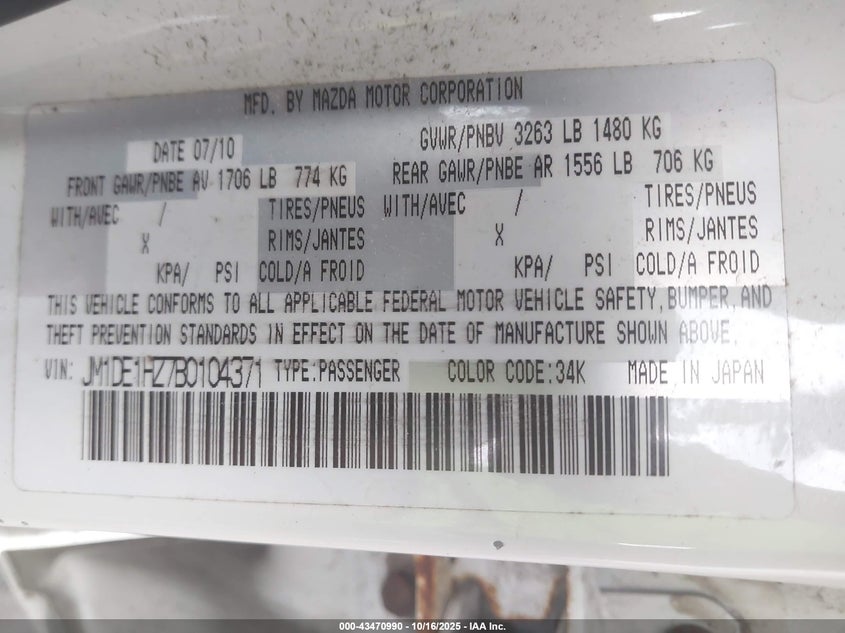 MFD. BY MAZDA MOTOR CORPORATION
DATE 07/10 GVWR/PNBV 3263 LB 1480 KG
FRONT GAWR/PNBE AV 1706 LB 774 KG REAR GAWR/PNBE AR 1556 LB 706 KG
WITH/AVEC / TIRES/PNEUS WITH/AVEC / TIRES/PNEUS
X RIMS/JANTES X RIMS/JANTES
KPA/ PSI COLD/A FROID KPA/ PSI COLD/A FROID
THIS VEHICLE CONFORMS TO ALL APPLICABLE FEDERAL MOTOR VEHICLE SAFETY, BUMPER, AND
THEFT PREVENTION STANDARDS IN EFFECT ON THE DATE OF MANUFACTURE SHOWN ABOVE.
VIN: JM1DE1HZ7B0104371 TYPE:PASSENGER COLOR CODE:34K MADE IN JAPAN
000-43470990 - 10/16/2025 - IAA Inc.